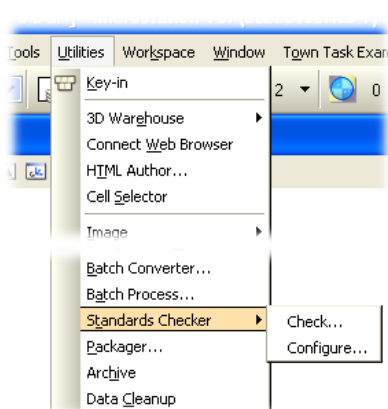 Tools Utilities Workspace Window Town Task Exam
Key-in
2 0
3D Warehouse
Connect Web Browser
HTML Author...
Cell Selector
Image
Batch Converter...
Batch Process...
Standards Checker
Check...
Packager...
Configure...
Archive
Data Cleanup